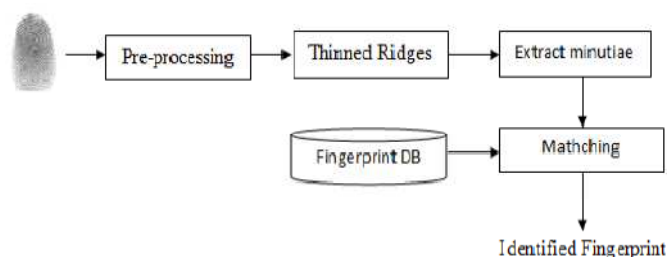 Pre-processing
Thinned Ridges
Extract minutiae
Fingerprint DB
Mathching
Identified Fingerprint